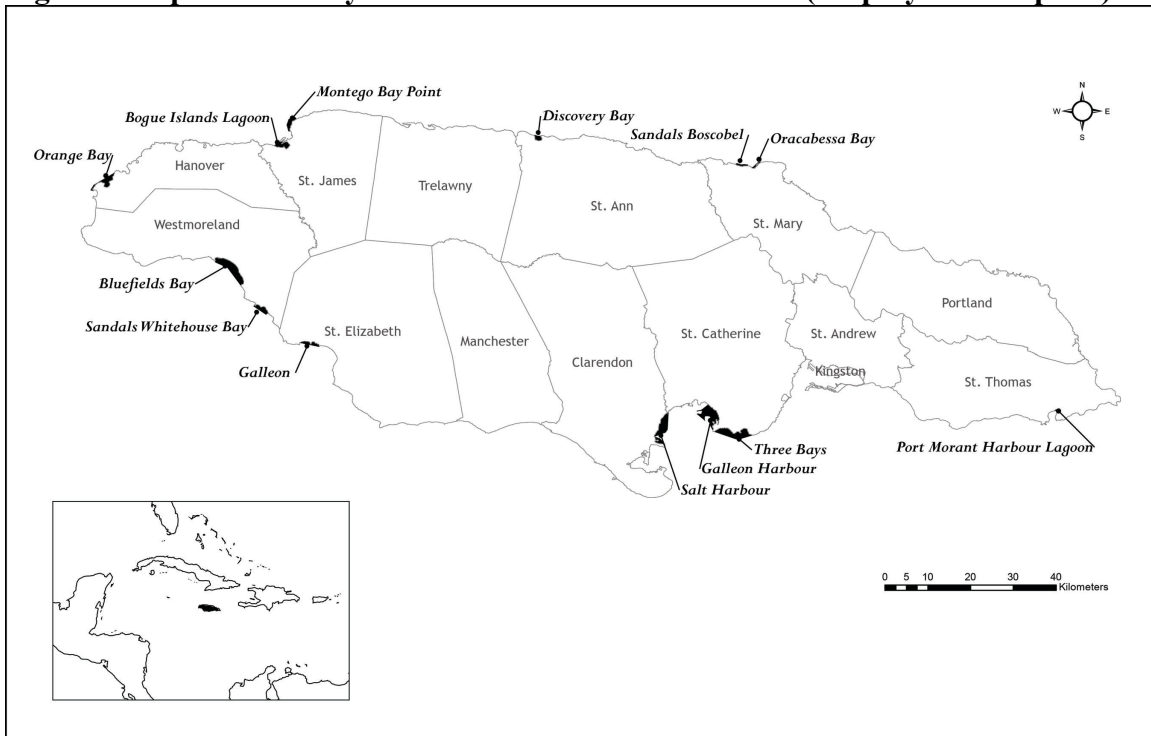 N
W E
S
Montego Bay Point
Bogue Islands Lagoon
Discovery Bay
Sandals Boscobel
Oracabessa Bay
Orange Bay
Hanover
St. James
Trelawny
St. Ann
St. Mary
Westmoreland
Bluefields Bay
Portland
Sandals Whitehouse Bay
St. Elizabeth
Manchester
St. Catherine
St. Andrew
Clarendon
Galleon
Kingston
St. Thomas
Three Bays
Port Morant Harbour Lagoon
Galleon Harbour
Salt Harbour
0 5 10 20 30 40
Kilometers